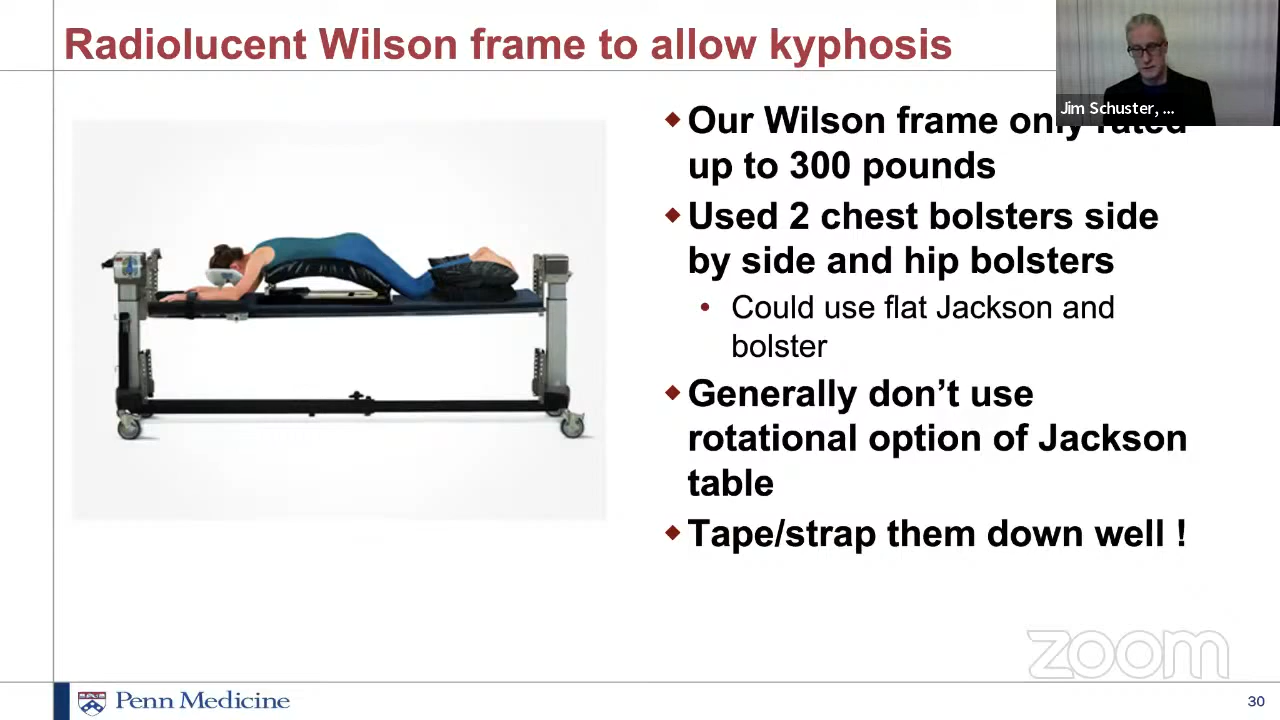 Radiolucent Wilson frame to allow kyphosis
Jim Schuster, ...
Our Wilson frame only rated
up to 300 pounds
Used 2 chest bolsters side
by side and hip bolsters
Could use flat Jackson and
bolster
Generally don’t use
rotational option of Jackson
table
Tape/strap them down well !
zoom
Penn Medicine
30